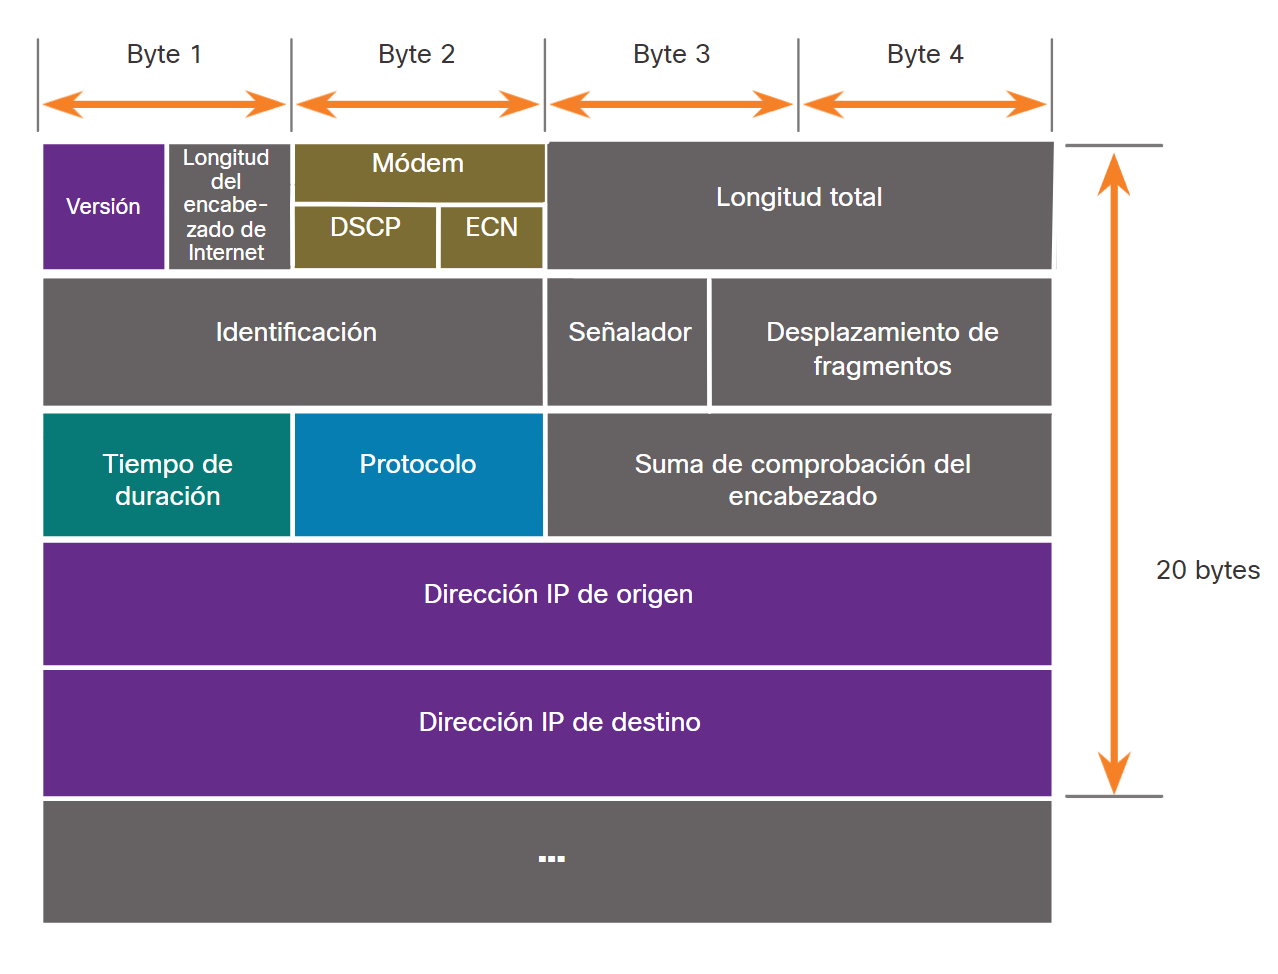 Byte 1
Byte 2
Byte 3
Byte 4
Versión
Longitud
del
encabe-
zado de
Internet
Módem
DSCP
ECN
Longitud total
Identificación
Señalador
Desplazamiento de
fragmentos
Tiempo de
duración
Protocolo
Suma de comprobación del
encabezado
Dirección IP de origen
20 bytes
Dirección IP de destino
...